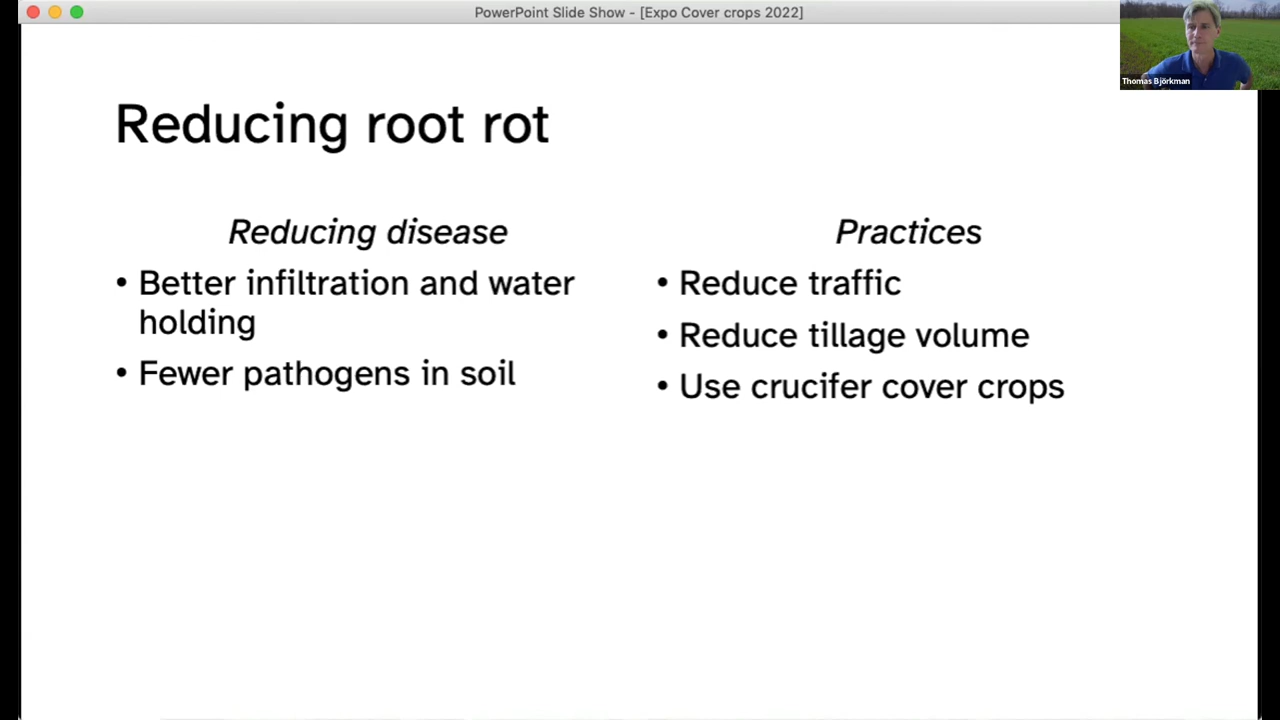 PowerPoint Slide Show - [Expo Cover crops 2022]
Thomas Björkman
Reducing root rot
Reducing disease
• Better infiltration and water
holding
• Fewer pathogens in soil
Practices
• Reduce traffic
• Reduce tillage volume
• Use crucifer cover crops